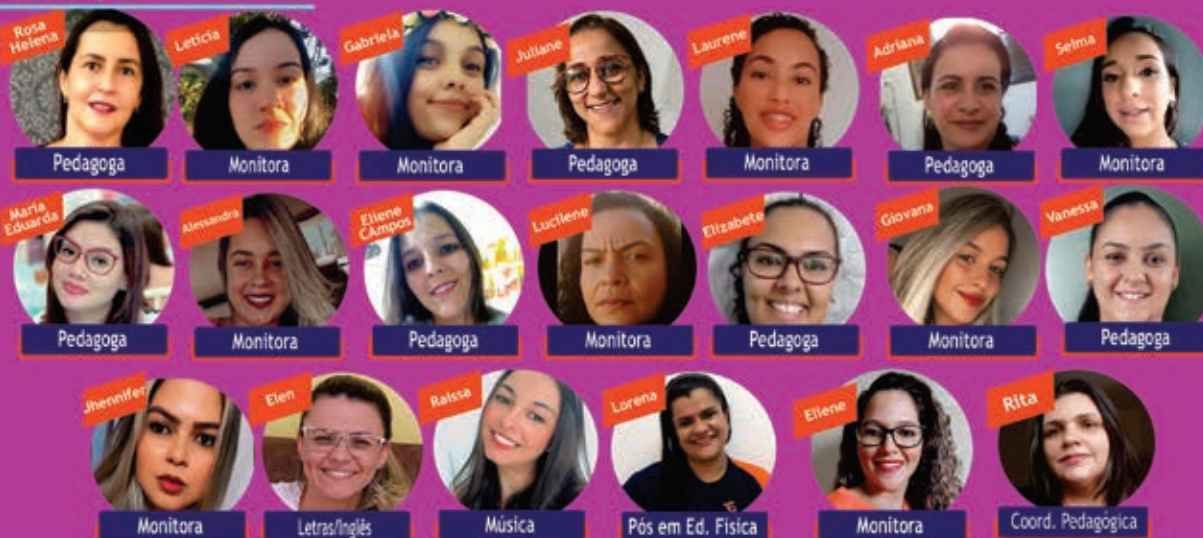 Rosa
Helena
Letícia
Gabriela
Juliane
Laurene
Adriana
Selma
Pedagoga
Monitora
Monitora
Pedagoga
Monitora
Pedagoga
Monitora
Maria
Eduarda
Alessandra
Eliene
CAmpos
Lucilene
Elizabete
Giovana
Vanessa
Pedagoga
Monitora
Pedagoga
Monitora
Pedagoga
Monitora
Pedagoga
Jhennifer
Elen
Raissa
Lorena
Eliene
Rita
Monitora
Letras/Inglês
Música
Pós em Ed. Física
Monitora
Coord. Pedagógica